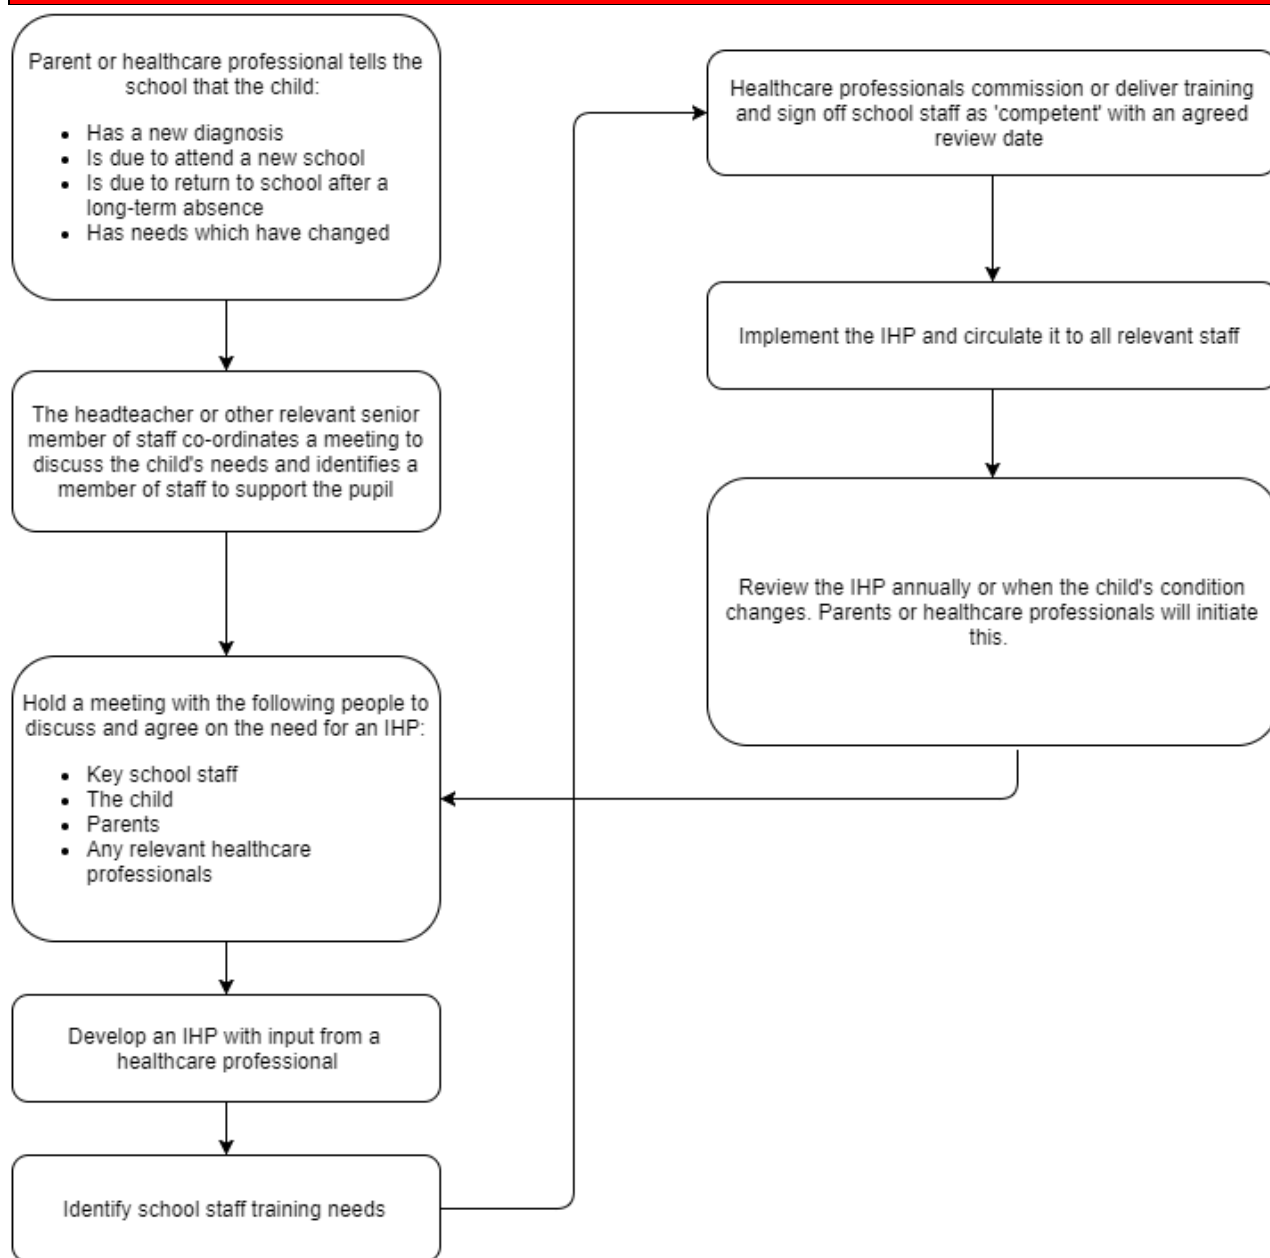 Parent or healthcare professional tells the
school that the child:
• Has a new diagnosis
• Is due to attend a new school
• Is due to return to school after a
long-term absence
• Has needs which have changed
The headteacher or other relevant senior
member of staff co-ordinates a meeting to
discuss the child's needs and identifies a
member of staff to support the pupil
Hold a meeting with the following people to
discuss and agree on the need for an IHP:
• Key school staff
• The child
• Parents
• Any relevant healthcare
professionals
Develop an IHP with input from a
healthcare professional
Identify school staff training needs
Healthcare professionals commission or deliver training
and sign off school staff as 'competent' with an agreed
review date
Implement the IHP and circulate it to all relevant staff
Review the IHP annually or when the child's condition
changes. Parents or healthcare professionals will initiate
this.